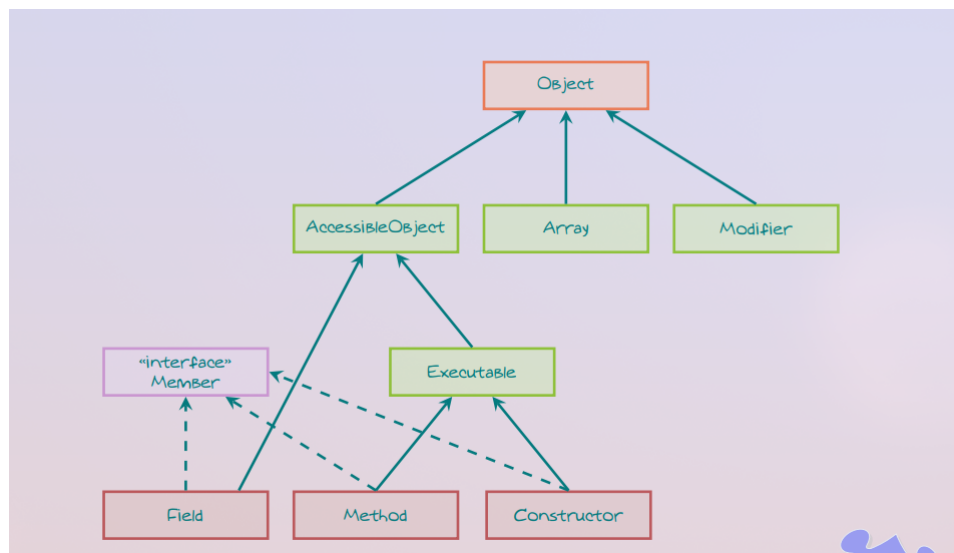 Object
AccessibleObject
Array
Modifier
“interface”
Member
Executable
Field
Method
Constructor